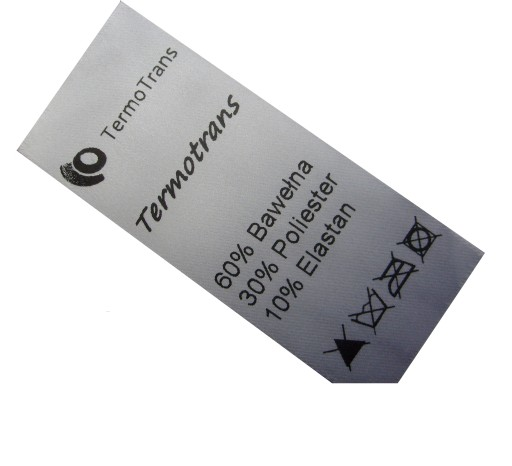 TermoTrans
Termotrans
60% Bawełna
30% Poliester
10% Elastan